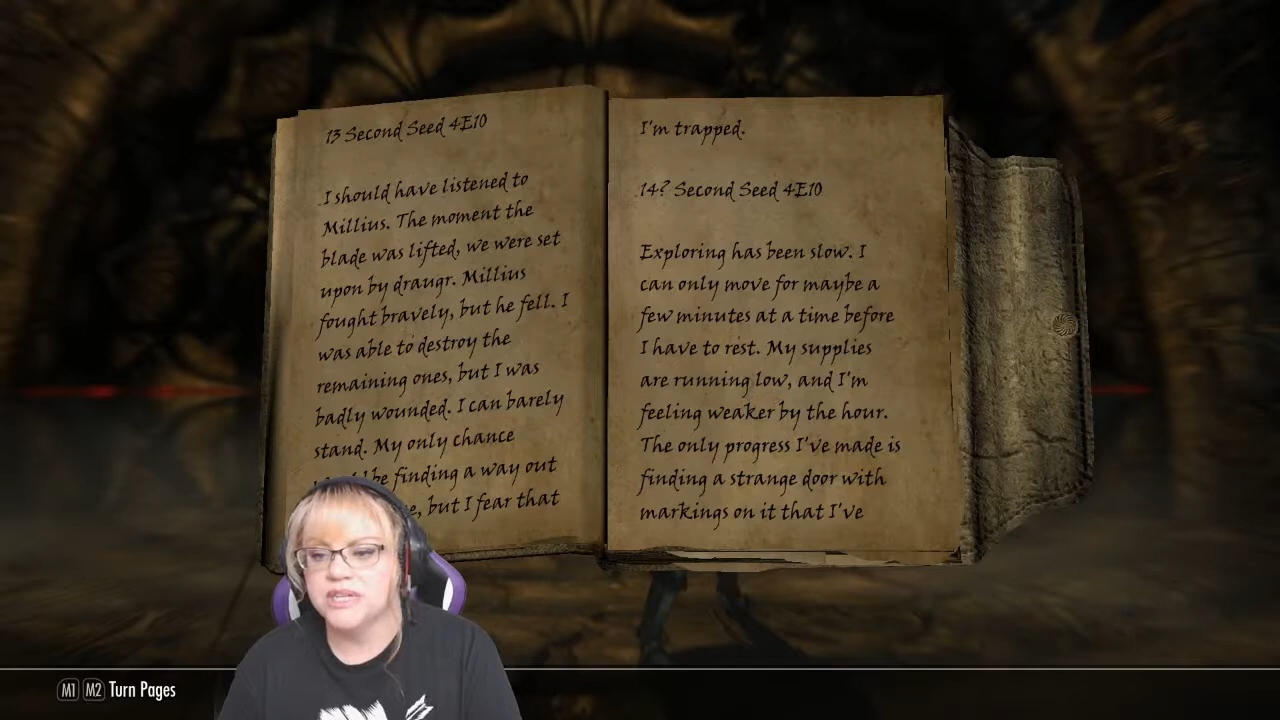 13 Second Seed 4E10
I should have listened to
Millius. The moment the
blade was lifted, we were set
upon by draugr. Millius
fought bravely, but he fell. I
was able to destroy the
remaining ones, but I was
badly wounded. I can barely
stand. My only chance
be finding a way out
but I fear that
I'm trapped.
14? Second Seed 4E10
Exploring has been slow. I
can only move for maybe a
few minutes at a time before
I have to rest. My supplies
are running low, and I'm
feeling weaker by the hour.
The only progress I've made is
finding a strange door with
markings on it that I've
M1 M2 Turn Pages